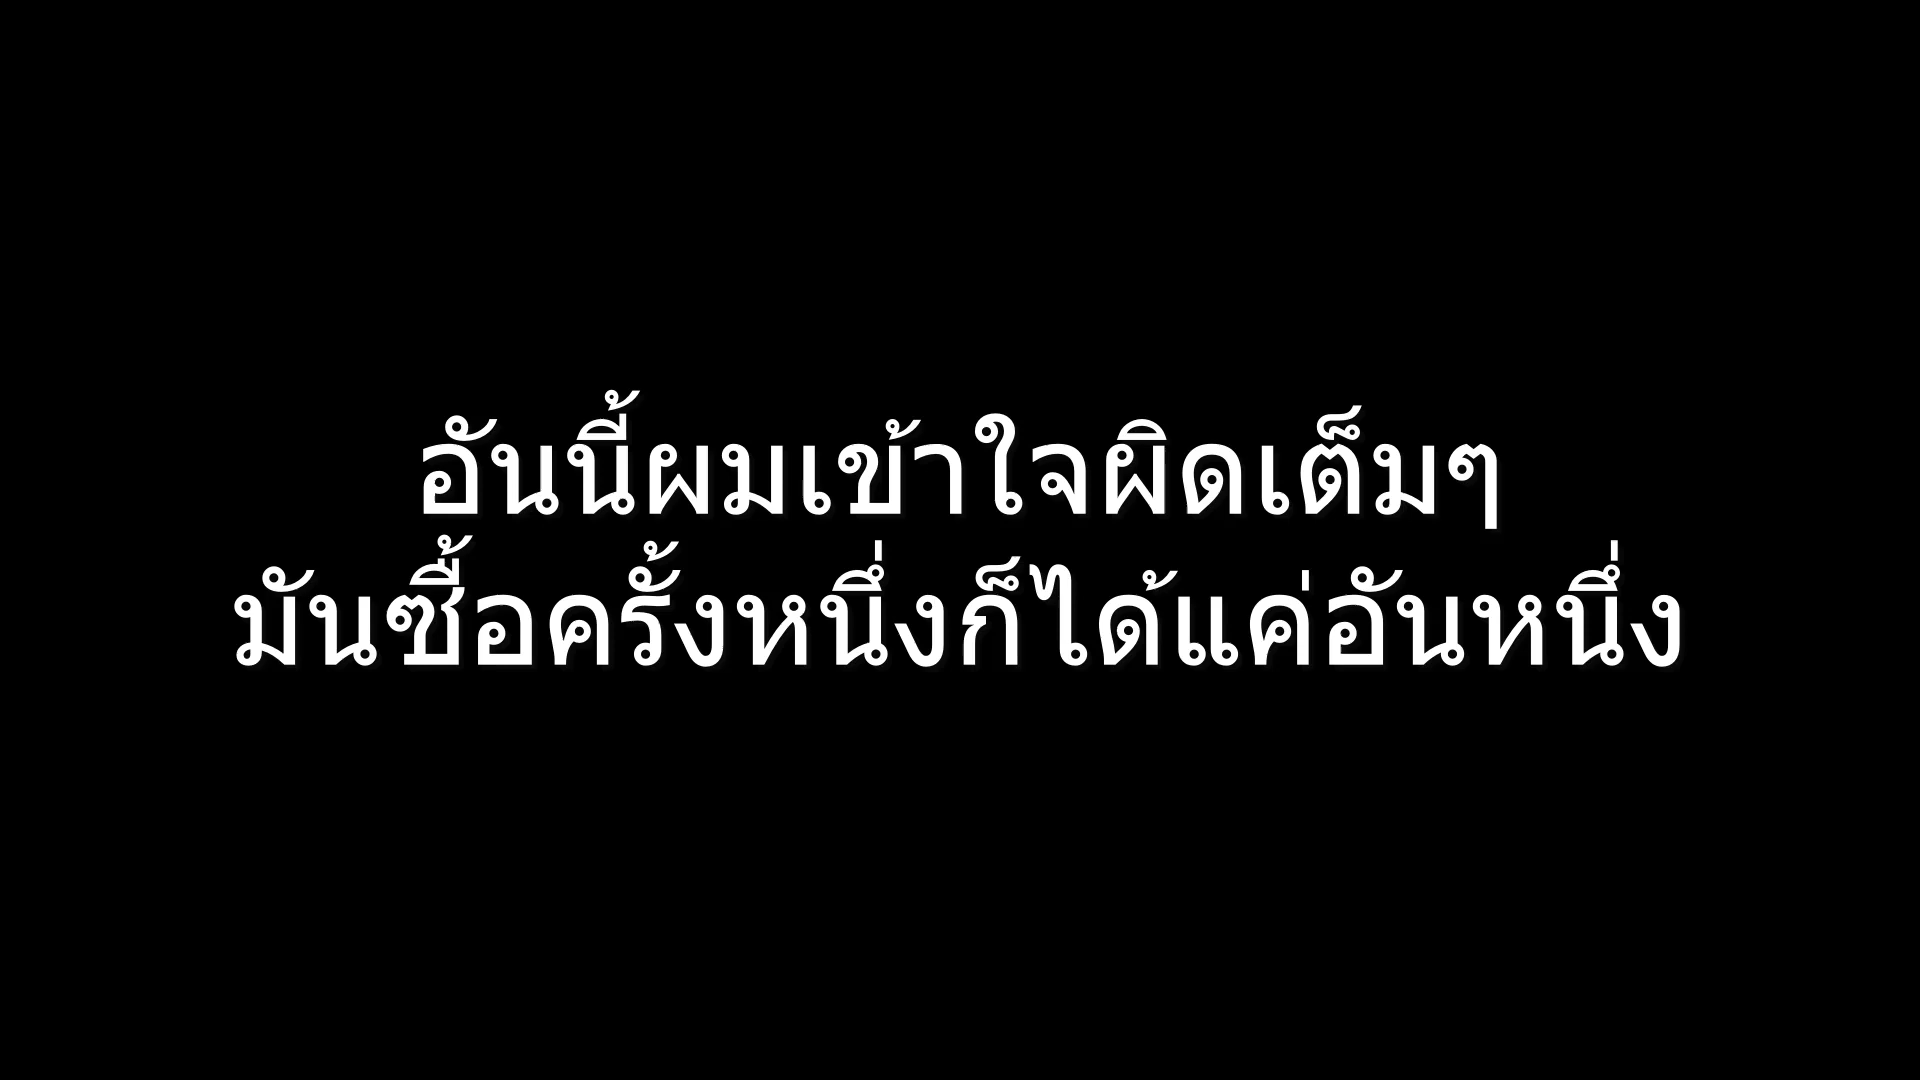 อันนี้ผมเข้าใจผิดเต็มๆ
มันซื้อครั้งหนึ่งก็ได้แค่อันหนึ่ง